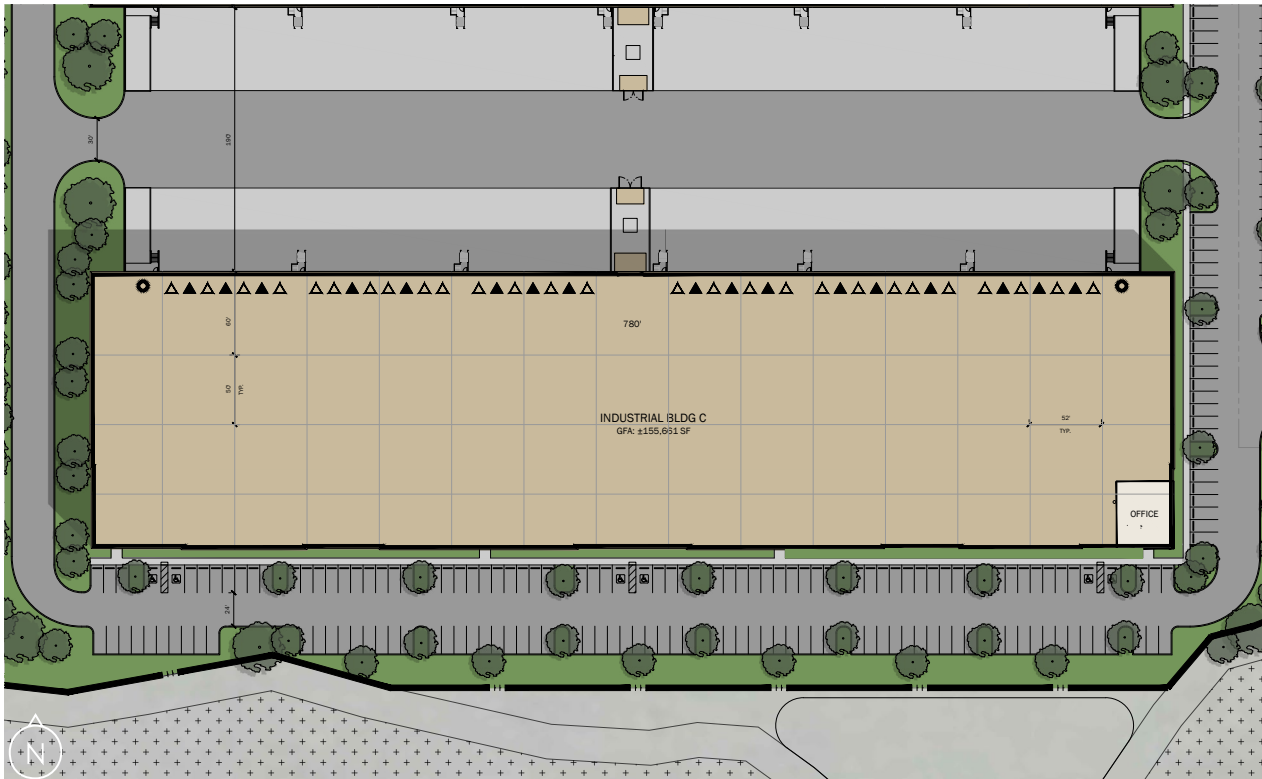 30'
190'
60'
780'
50'
TYP.
INDUSTRIAL BLDG C
GFA: ±155,661 SF
52'
TYP.
OFFICE
24'
N